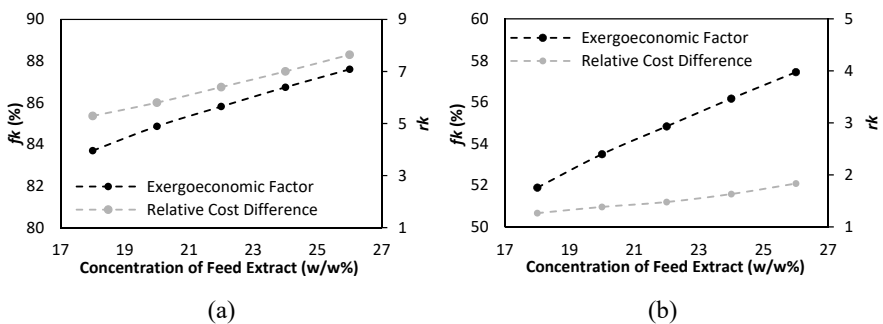 90
88
86
84
82
80
fk (%)
9
7
5
3
1
rk
Exergoeconomic Factor
Relative Cost Difference
17 19 21 23 25 27
Concentration of Feed Extract (w/w%)
(a)
60
58
56
54
52
50
fk (%)
5
4
3
2
1
rk
Exergoeconomic Factor
Relative Cost Difference
17 19 21 23 25 27
Concentration of Feed Extract (w/w%)
(b)